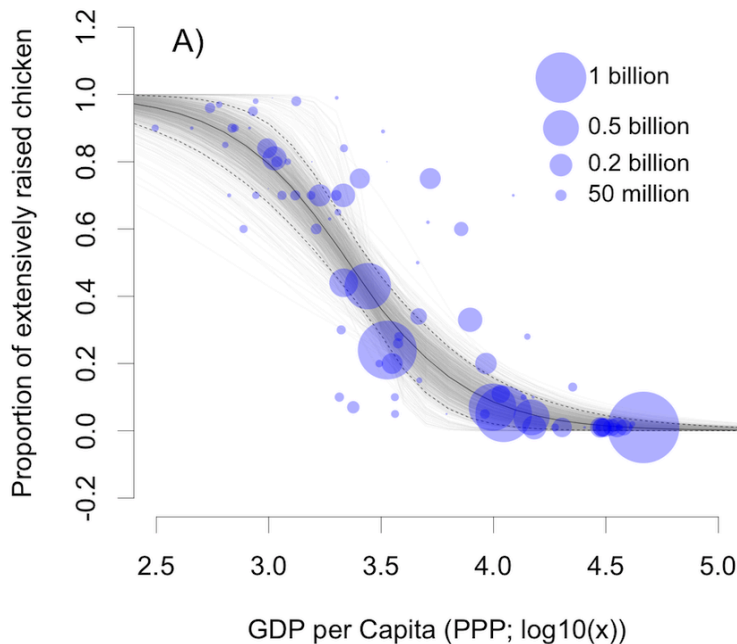 A)
1 billion
0.5 billion
0.2 billion
50 million
Proportion of extensively raised chicken
1.2
1.0
0.8
0.6
0.4
0.2
0.0
-0.2
2.5 3.0 3.5 4.0 4.5 5.0
GDP per Capita (PPP; log10(x))